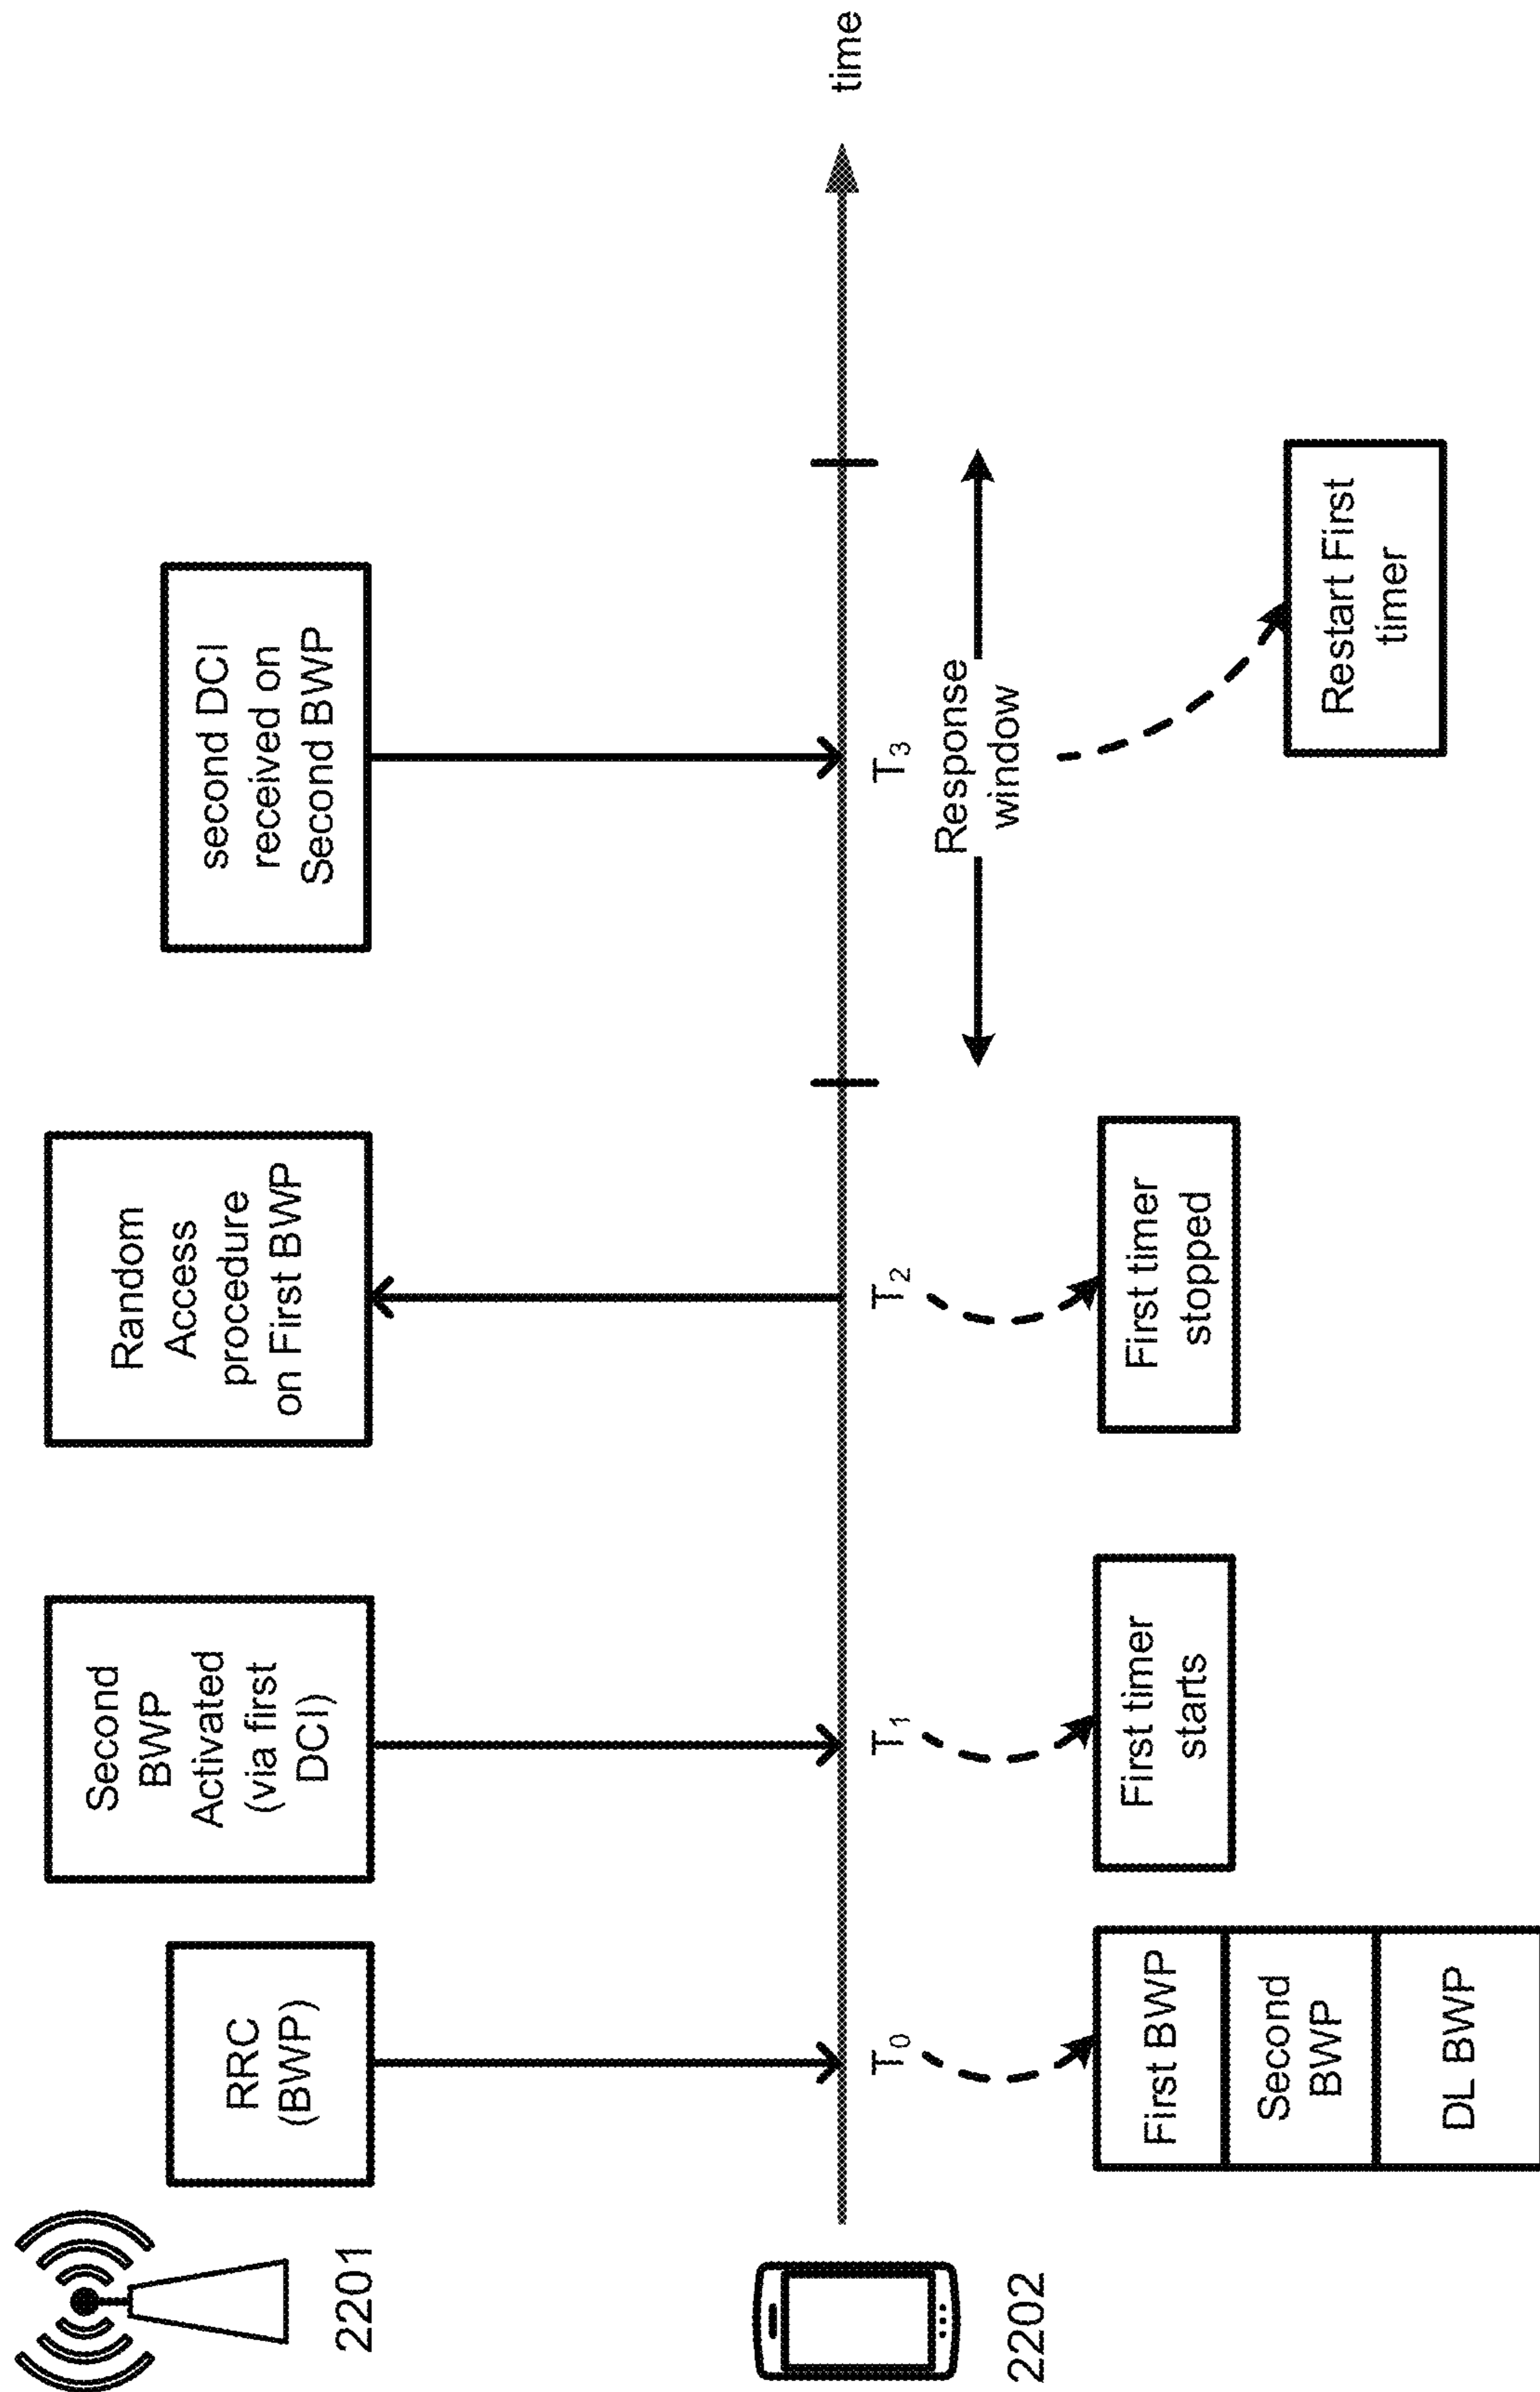 2201
RRC
(BWP)
Second
BWP
Activated
(via first
DCI)
Random
Access
procedure
on First BWP
second DCI
received on
Second BWP
2202
T0
T1
T2
T3
time
Response
window
First BWP
Second
BWP
DL BWP
First timer
starts
First timer
stopped
Restart First
timer